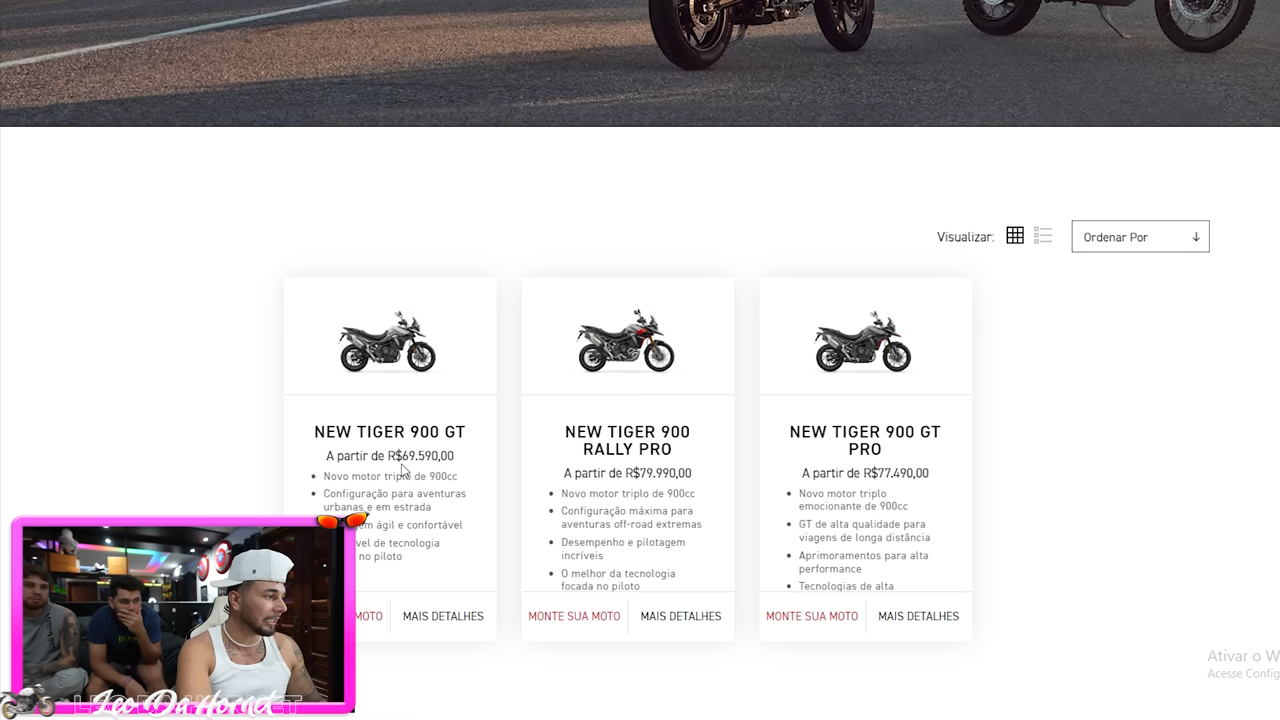 Visualizar:
Ordenar Por
NEW TIGER 900 GT
A partir de R$69.590,00
Novo motor triplo de 900cc
Configuração para aventuras
urbanas e em estrada
em ágil e confortável
vel de tecnologia
no piloto
MOTO
MAIS DETALHES
NEW TIGER 900
RALLY PRO
A partir de R$79.990,00
Novo motor triplo de 900cc
Configuração máxima para
aventuras off-road extremas
Desempenho e pilotagem
incríveis
O melhor da tecnologia
focada no piloto
MONTE SUA MOTO
MAIS DETALHES
NEW TIGER 900 GT
PRO
A partir de R$77.490,00
Novo motor triplo
emocionante de 900cc
GT de alta qualidade para
viagens de longa distância
Aprimoramentos para alta
performance
Tecnologias de alta
MONTE SUA MOTO
MAIS DETALHES
Ativar o W
Acesse Config
Leo Da Hornet